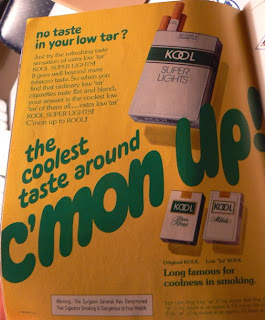 no taste
in your low tar?
Just try the refreshing taste
sensation of extra low 'tar'
KOOL SUPER LIGHTS!
It goes well beyond mere
tobacco taste. So when you
find that ordinary low 'tar'
cigarettes taste flat and bland,
your answer is the coolest low
'tar' of them all.....extra low 'tar'
KOOL SUPER LIGHTS.
C'mon up to KOOL!
KOOL
SUPER
LIGHTS
the
coolest
taste around
c'mon up!
KOOL
Filter
Kings
KOOL
Milds
Original KOOL
Low 'Tar' KOOL
Long famous for
coolness in smoking.
Warning: The Surgeon General Has Determined
That Cigarette Smoking Is Dangerous to Your Health.